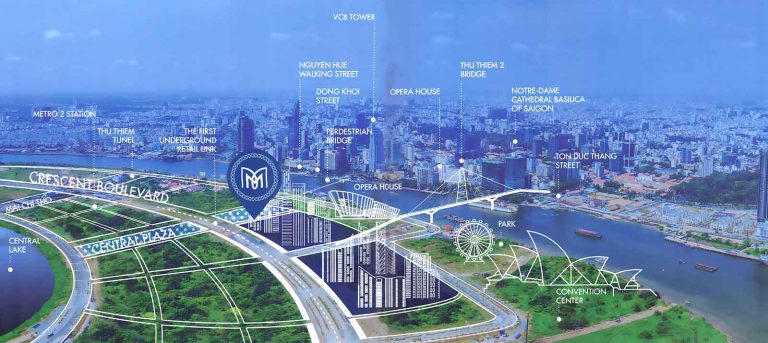 VCB TOWER
NGUYEN HUE
WALKING STREET
DONG KHOI
STREET
OPERA HOUSE
THU THIEM 2
BRIDGE
NOTRE-DAME
CATHEDRAL BASILICA
OF SAIGON
METRO 2 STATION
THU THIEM
TUNEL
THE FIRST
UNDERGROUND
RETAIL LINK
PERDESTRIAN
BRIDGE
TON DUC THANG
STREET
M
CRESCENT BOULEVARD
OPERA HOUSE
MAI CHI THO
CENTRAL PLAZA
PARK
CENTRAL
LAKE
CONVENTION
CENTER